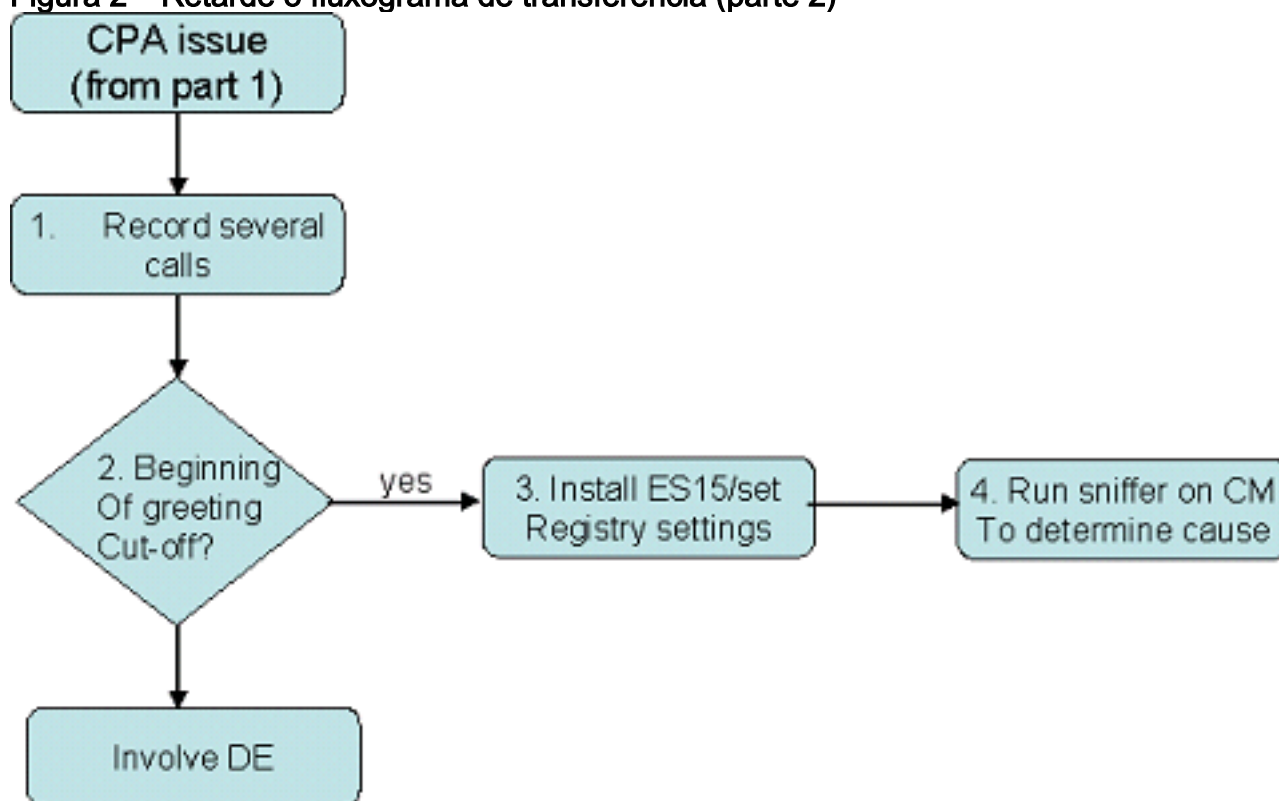 Figura 2 – Retarde o fluxograma de transferência (parte 2)
CPA issue
(from part 1)
1. Record several
calls
2. Beginning
Of greeting
Cut-off?
yes
3. Install ES15/set
Registry settings
4. Run sniffer on CM
To determine cause
Involve DE